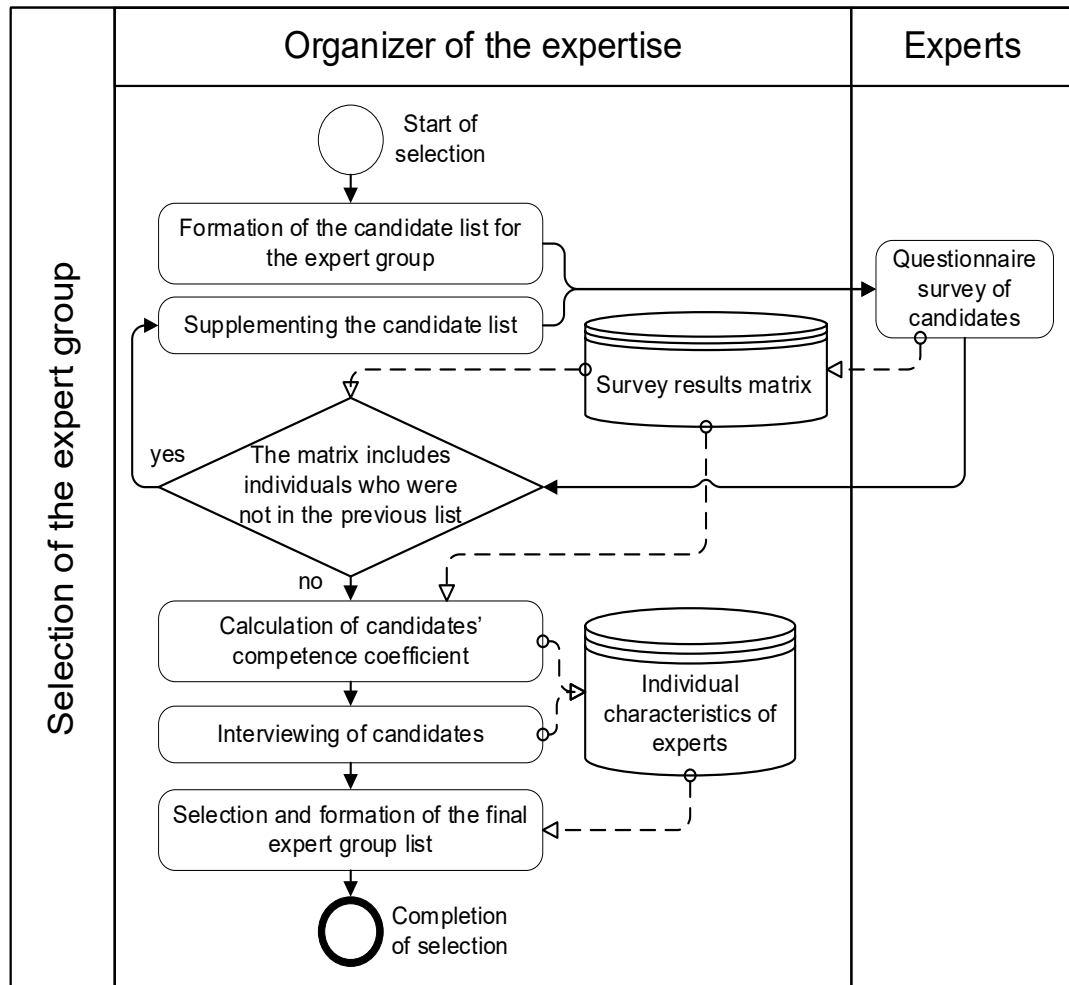 Selection of the expert group
Organizer of the expertise
Experts
Start of
selection
Formation of the candidate list for
the expert group
Questionnaire
survey of
candidates
Supplementing the candidate list
Survey results matrix
yes
The matrix includes
individuals who were
not in the previous list
no
Calculation of candidates’
competence coefficient
Individual
characteristics of
experts
Interviewing of candidates
Selection and formation of the final
expert group list
Completion
of selection